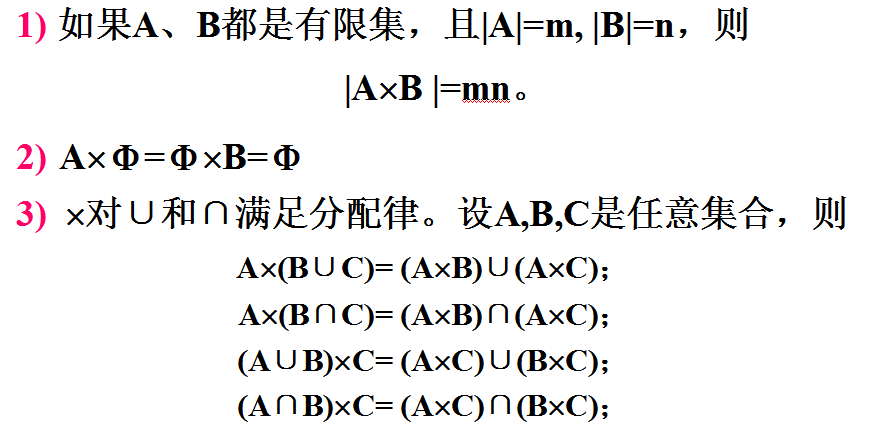 1) 如果A、B都是有限集，且|A|=m, |B|=n，则
|A×B |=mn。
2) A×Φ=Φ×B=Φ
3) ×对∪和∩满足分配律。设A,B,C是任意集合，则
A×(B∪C)= (A×B)∪(A×C)；
A×(B∩C)= (A×B)∩(A×C)；
(A∪B)×C= (A×C)∪(B×C)；
(A∩B)×C= (A×C)∩(B×C)；